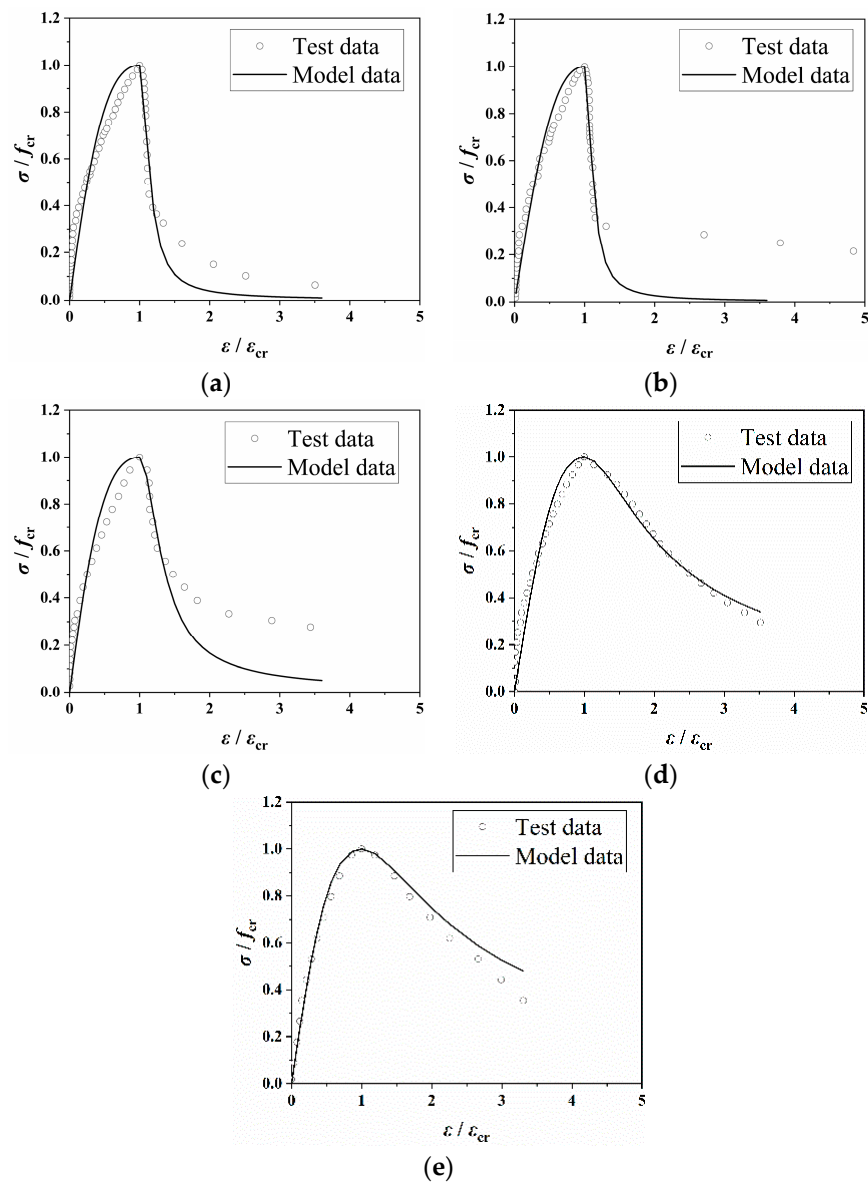 1.2
1.0
0.8
0.6
0.4
0.2
0.0
0 1 2 3 4 5
σ / fcr
ε / εcr
Test data
Model data
(a)
1.2
1.0
0.8
0.6
0.4
0.2
0.0
0 1 2 3 4 5
σ / fcr
ε / εcr
Test data
Model data
(b)
1.2
1.0
0.8
0.6
0.4
0.2
0.0
0 1 2 3 4 5
σ / fcr
ε / εcr
Test data
Model data
(c)
1.2
1.0
0.8
0.6
0.4
0.2
0.0
0 1 2 3 4 5
σ / fcr
ε / εcr
Test data
Model data
(d)
1.2
1.0
0.8
0.6
0.4
0.2
0.0
0 1 2 3 4 5
σ / fcr
ε / εcr
Test data
Model data
(e)